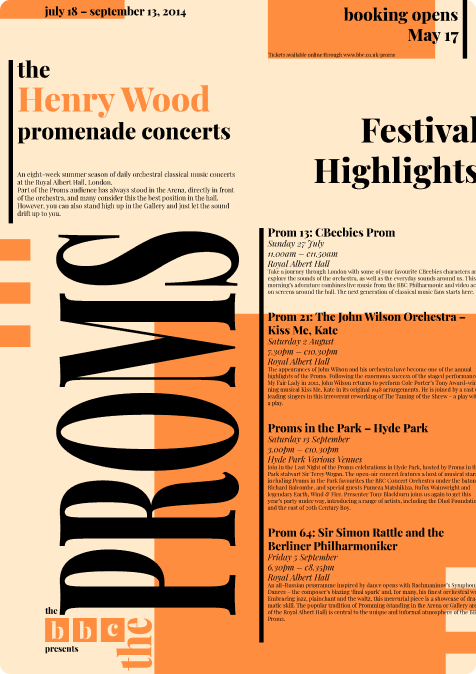 july 18 – september 13, 2014
booking opens
May 17
Tickets available online through www.bbc.co.uk/proms
the
Henry Wood
promenade concerts
An eight-week summer season of daily orchestral classical music concerts
at the Royal Albert Hall, London.
Part of the Proms audience has always stood in the Arena, directly in front
of the orchestra, and many consider this the best position in the hall.
However, you can also stand high up in the Gallery and just let the sound
drift up to you.
Festival
Highlights
PROMS
the
bbc
presents
the
Prom 13: CBeebies Prom
Sunday 27 July
11.00am – c11.50am
Royal Albert Hall
Take a journey through London with some of your favourite CBeebies characters an
explore the sounds of the orchestra, as well as the everyday sounds around us. This
morning's adventure combines live music from the BBC Philharmonic and video ac
on screens around the hall. The next generation of classical music fans starts here.
Prom 21: The John Wilson Orchestra –
Kiss Me, Kate
Saturday 2 August
7.30pm – c10.30pm
Royal Albert Hall
The appearances of John Wilson and his orchestra have become one of the annual
highlights of the Proms. Following the enormous success of the staged performance
My Fair Lady in 2012, John Wilson returns to perform Cole Porter's Tony Award-win
ning musical Kiss Me, Kate in its original 1948 arrangements. He is joined by a cast o
leading singers in this irreverent reworking of The Taming of the Shrew – a play wit
a play.
Proms in the Park – Hyde Park
Saturday 13 September
3.00pm – c10.30pm
Hyde Park Various Venues
Join in the Last Night of the Proms celebrations in Hyde Park, hosted by Proms in th
Park stalwart Sir Terry Wogan. The open-air concert features a host of musical stars
including Proms in the Park favourites the BBC Concert Orchestra under the baton
Richard Balcombe, and special guests Pumeza Matshikiza, Rufus Wainwright and
legendary Earth, Wind & Fire. Presenter Tony Blackburn joins us again to get this
year's party under way, introducing a range of artists, including the Dhol Foundatio
and the cast of 20th Century Boy.
Prom 64: Sir Simon Rattle and the
Berliner Philharmoniker
Friday 5 September
6.30pm – c8.35pm
Royal Albert Hall
An all-Russian programme inspired by dance opens with Rachmaninov's Symphon
Dances – the composer's blazing 'final spark' and, for many, his finest orchestral wo
Embracing jazz, plainchant and the waltz, this mercurial piece is a showcase of dra
matic skill. The popular tradition of Promming (standing in the Arena or Gallery are
of the Royal Albert Hall) is central to the unique and informal atmosphere of the BB
Proms.